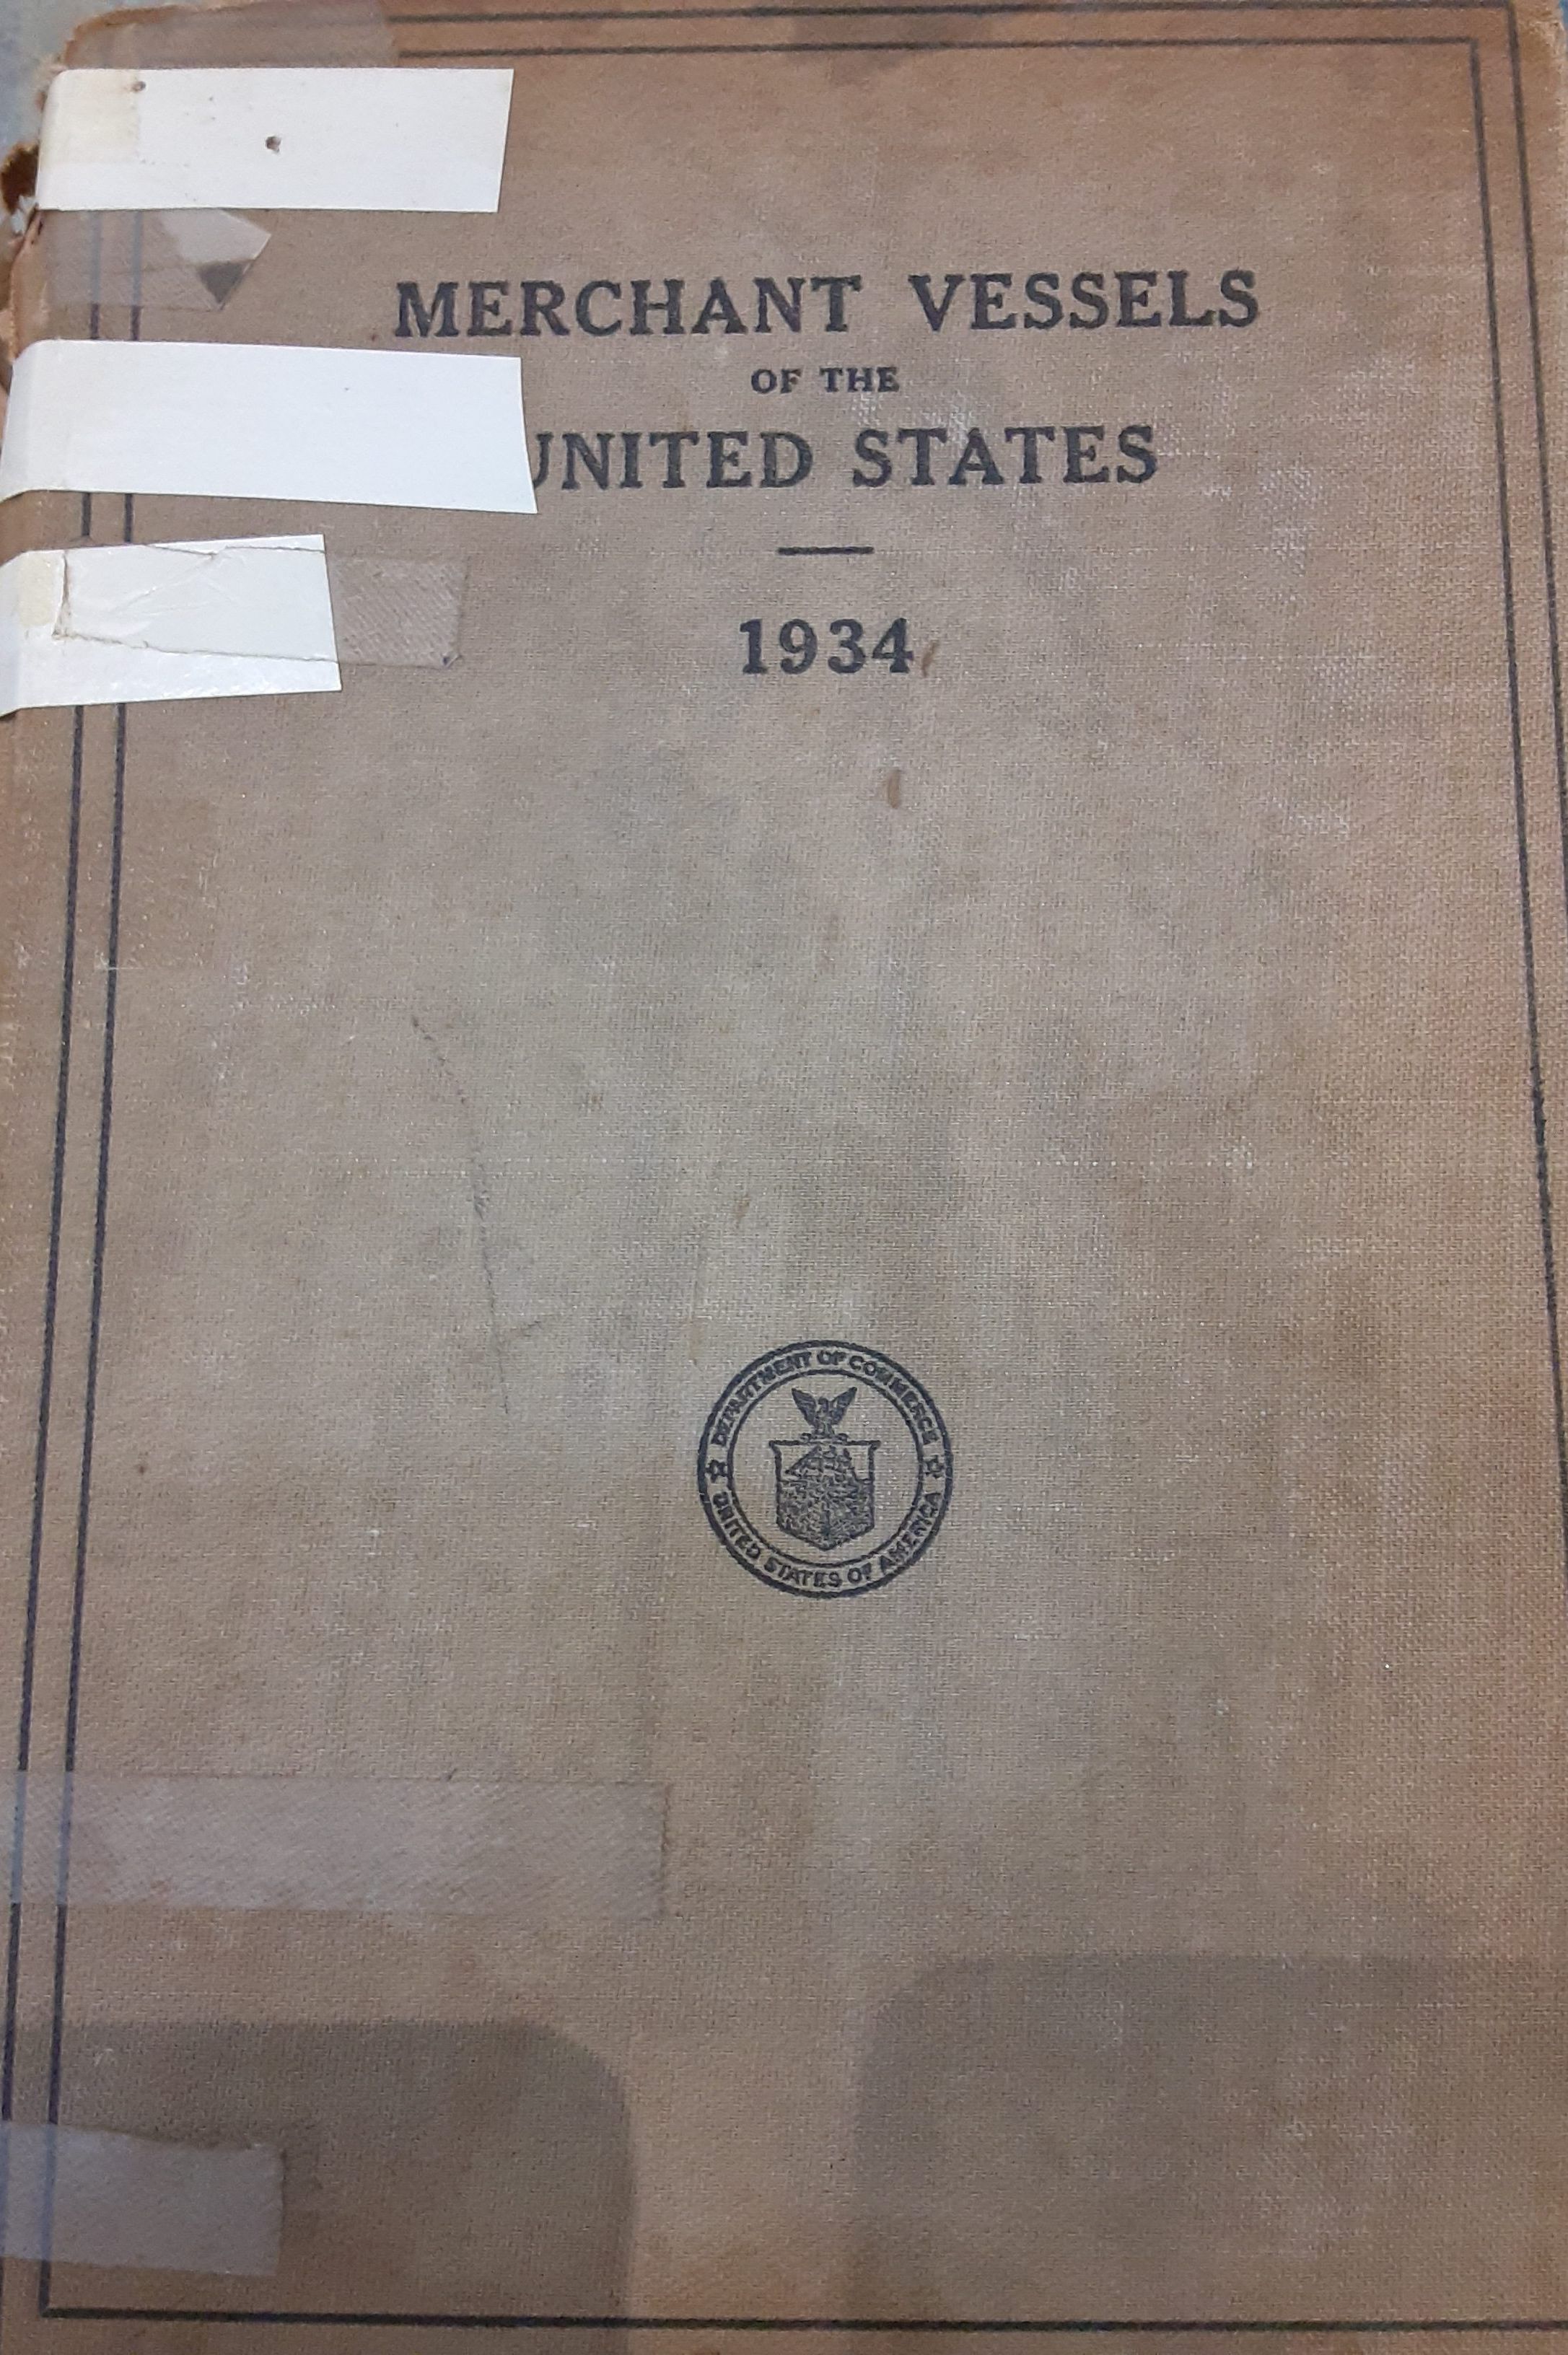 MERCHANT VESSELS
OF THE
UNITED STATES
1934
DEPARTMENT OF COMMERCE
UNITED STATES OF AMERICA